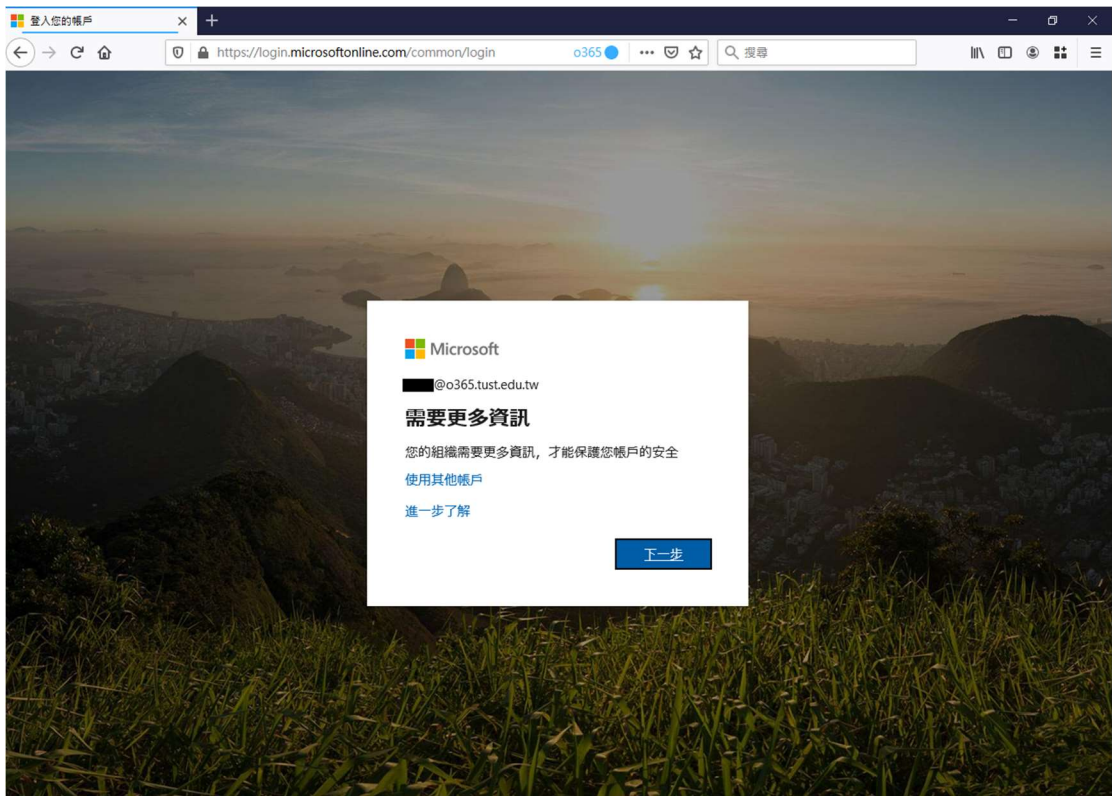 登入您的帳戶
https://login.microsoftonline.com/common/login
o365
搜尋
Microsoft
@o365.tust.edu.tw
需要更多資訊
您的組織需要更多資訊，才能保護您帳戶的安全
使用其他帳戶
進一步了解
下一步